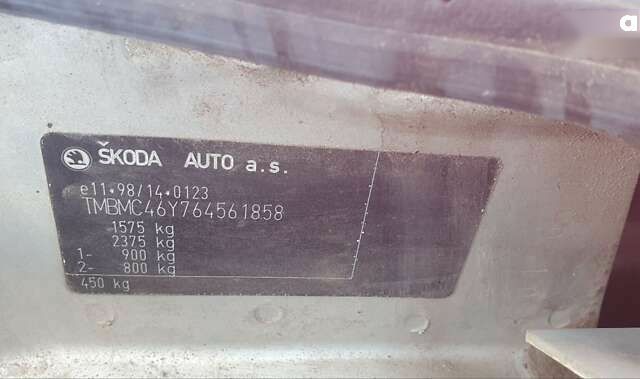 a
ŠKODA AUTO a.s.
e11*98/14*0123
TMBMC46Y764561858
1575 kg
2375 kg
1- 900 kg
2- 800 kg
450 kg